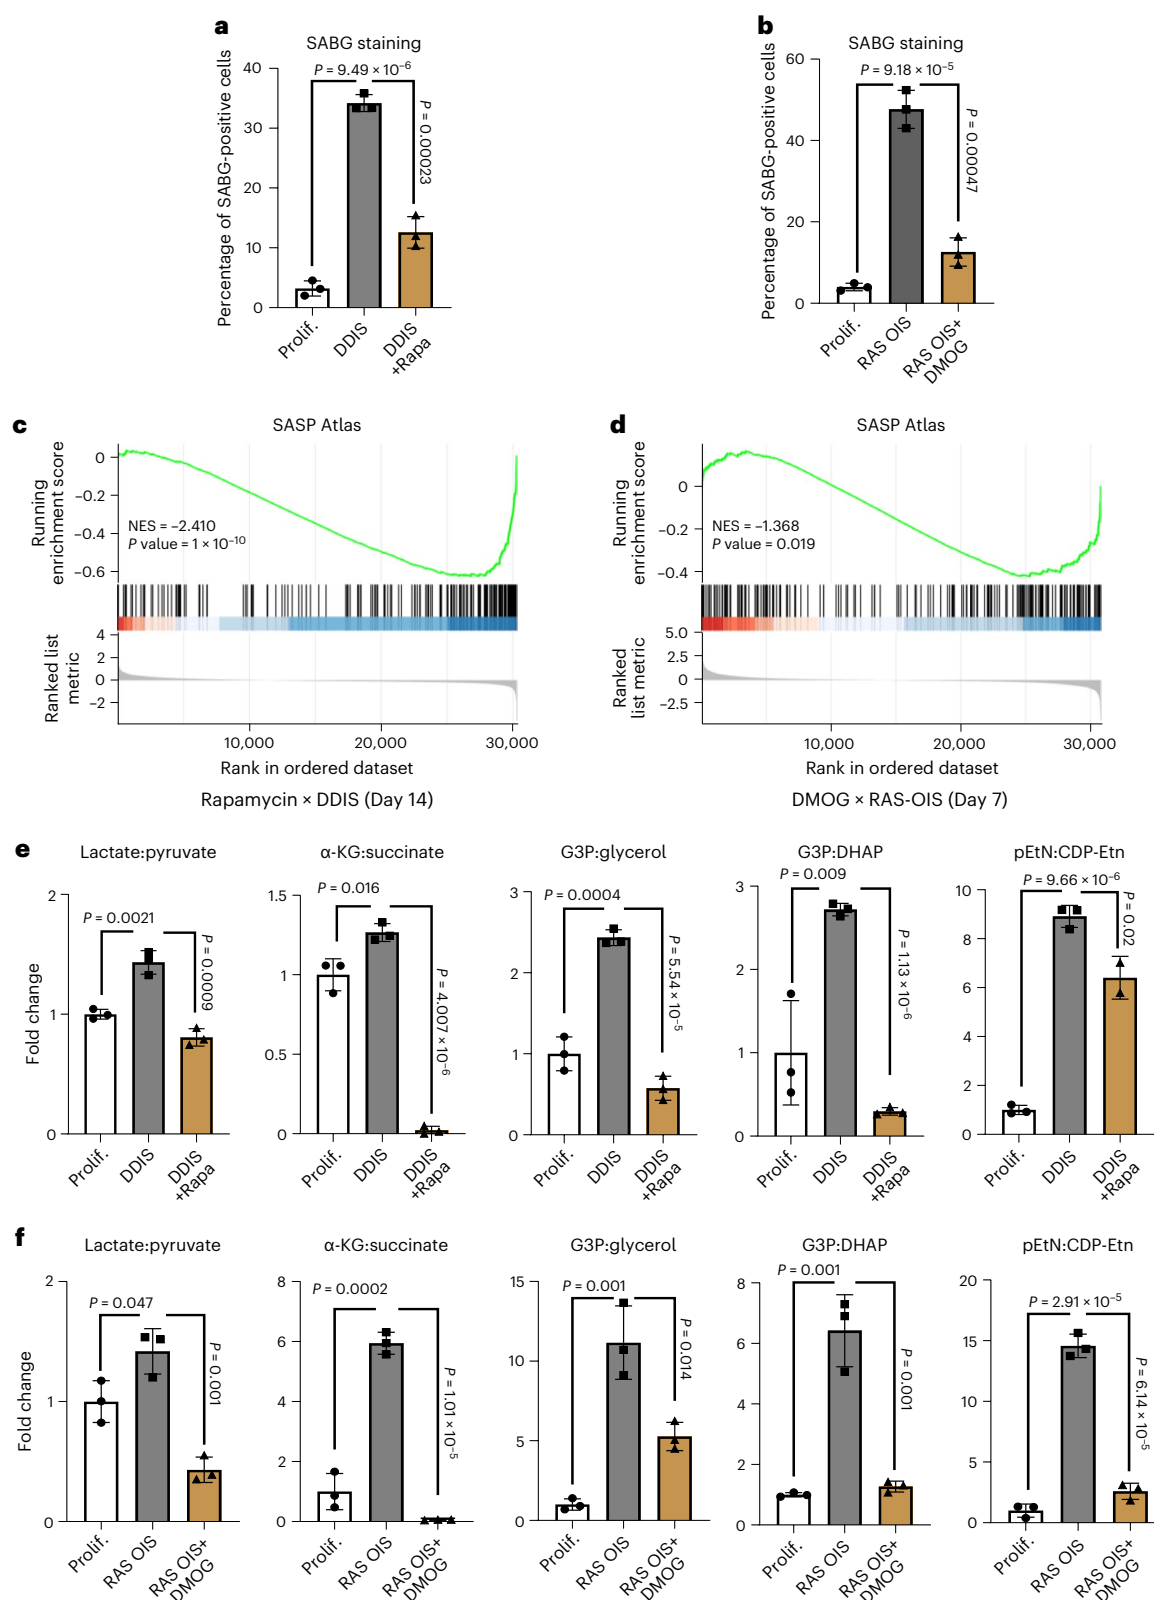 a
SABG staining
P = 9.49 × 10⁻⁶
P = 0.00023
Percentage of SABG-positive cells
40
30
20
10
0
Prolif.
DDIS
DDIS
+Rapa
b
SABG staining
P = 9.18 × 10⁻⁵
P = 0.00047
Percentage of SABG-positive cells
60
40
20
0
Prolif.
RAS OIS
RAS OIS+
DMOG
c
SASP Atlas
Running
enrichment score
0
−0.2
−0.4
−0.6
NES = −2.410
P value = 1 × 10⁻¹⁰
Ranked list
metric
4
2
0
−2
10,000
20,000
30,000
Rank in ordered dataset
Rapamycin × DDIS (Day 14)
d
SASP Atlas
Running
enrichment score
0
−0.2
−0.4
NES = −1.368
P value = 0.019
Ranked
list metric
5.0
2.5
0
−2.5
10,000
20,000
30,000
Rank in ordered dataset
DMOG × RAS-OIS (Day 7)
e
Lactate:pyruvate
P = 0.0021
P = 0.0009
Fold change
2
1
0
Prolif.
DDIS
DDIS
+Rapa
α-KG:succinate
P = 0.016
P = 4.007 × 10⁻⁶
1.5
1
0.5
0
Prolif.
DDIS
DDIS
+Rapa
G3P:glycerol
P = 0.0004
P = 5.54 × 10⁻⁵
3
2
1
0
Prolif.
DDIS
DDIS
+Rapa
G3P:DHAP
P = 0.009
P = 1.13 × 10⁻⁶
3
2
1
0
Prolif.
DDIS
DDIS
+Rapa
pEtN:CDP-Etn
P = 9.66 × 10⁻⁶
P = 0.02
10
8
6
4
2
0
Prolif.
DDIS
DDIS
+Rapa
f
Lactate:pyruvate
P = 0.047
P = 0.001
Fold change
2
1
0
Prolif.
RAS OIS
RAS OIS+
DMOG
α-KG:succinate
P = 0.0002
P = 1.01 × 10⁻⁵
8
6
4
2
0
Prolif.
RAS OIS
RAS OIS+
DMOG
G3P:glycerol
P = 0.001
P = 0.014
15
10
5
0
Prolif.
RAS OIS
RAS OIS+
DMOG
G3P:DHAP
P = 0.001
P = 0.001
8
6
4
2
0
Prolif.
RAS OIS
RAS OIS+
DMOG
pEtN:CDP-Etn
P = 2.91 × 10⁻⁵
P = 6.14 × 10⁻⁵
20
15
10
5
0
Prolif.
RAS OIS
RAS OIS+
DMOG